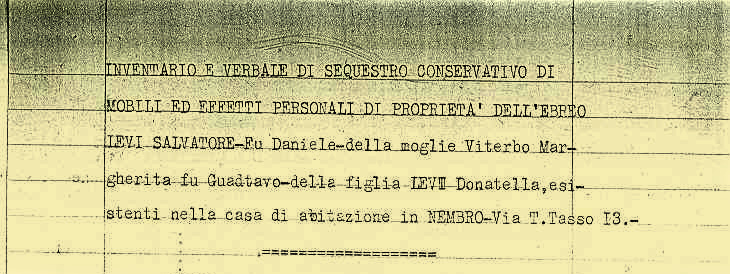 INVENTARIO E VERBALE DI SEQUESTRO CONSERVATIVO DI
MOBILI ED EFFETTI PERSONALI DI PROPRIETA' DELL'EBREO
LEVI SALVATORE-Fu Daniele-della moglie Viterbo Mar-
gherita fu Guadtavo-della figlia LEVI Donatella,esi-
stenti nella casa di abitazione in NEMBRO-Via T.Tasso I3.-
==================